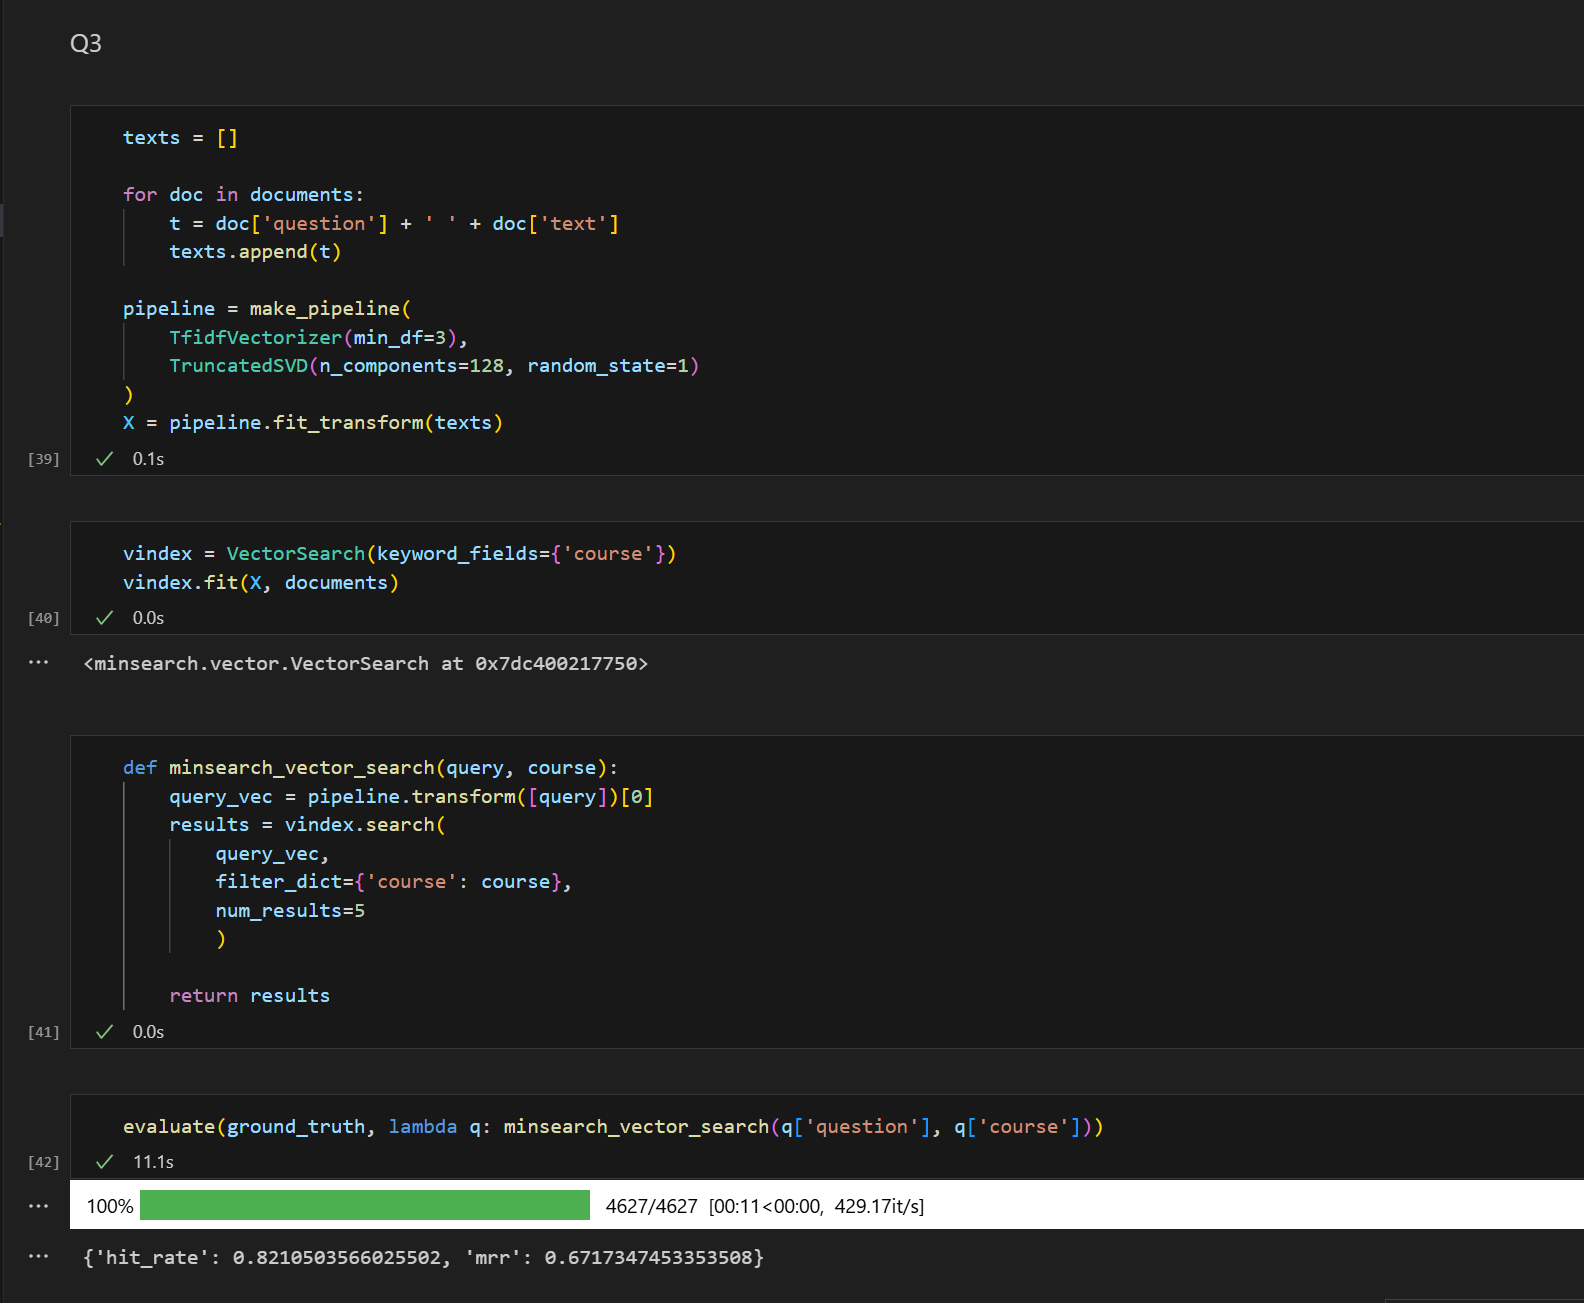 Q3
texts = []
for doc in documents:
t = doc['question'] + ' ' + doc['text']
texts.append(t)
pipeline = make_pipeline(
TfidfVectorizer(min_df=3),
TruncatedSVD(n_components=128, random_state=1)
)
X = pipeline.fit_transform(texts)
[39] ✓ 0.1s
vindex = VectorSearch(keyword_fields={'course'})
vindex.fit(X, documents)
[40] ✓ 0.0s
... <minsearch.vector.VectorSearch at 0x7dc400217750>
def minsearch_vector_search(query, course):
query_vec = pipeline.transform([query])[0]
results = vindex.search(
query_vec,
filter_dict={'course': course},
num_results=5
)
return results
[41] ✓ 0.0s
evaluate(ground_truth, lambda q: minsearch_vector_search(q['question'], q['course']))
[42] ✓ 11.1s
... 100% 4627/4627 [00:11<00:00, 429.17it/s]
... {'hit_rate': 0.8210503566025502, 'mrr': 0.6717347453353508}